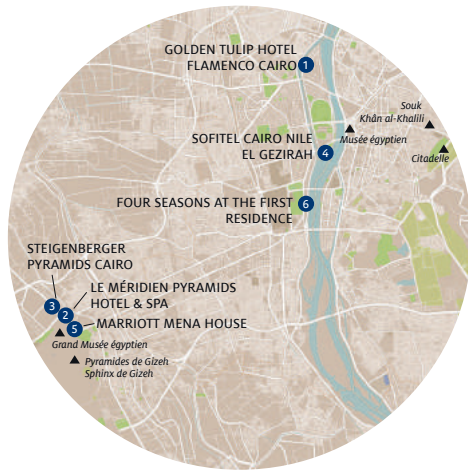 GOLDEN TULIP HOTEL
FLAMENCO CAIRO
1
Souk
Khân al-Khalili
Musée égyptien
SOFITEL CAIRO NILE
EL GEZIRAH
4
Citadelle
FOUR SEASONS AT THE FIRST
RESIDENCE
6
STEIGENBERGER
PYRAMIDS CAIRO
3
LE MÉRIDIEN PYRAMIDS
HOTEL & SPA
2
5
MARRIOTT MENA HOUSE
Grand Musée égyptien
Pyramides de Gizeh
Sphinx de Gizeh